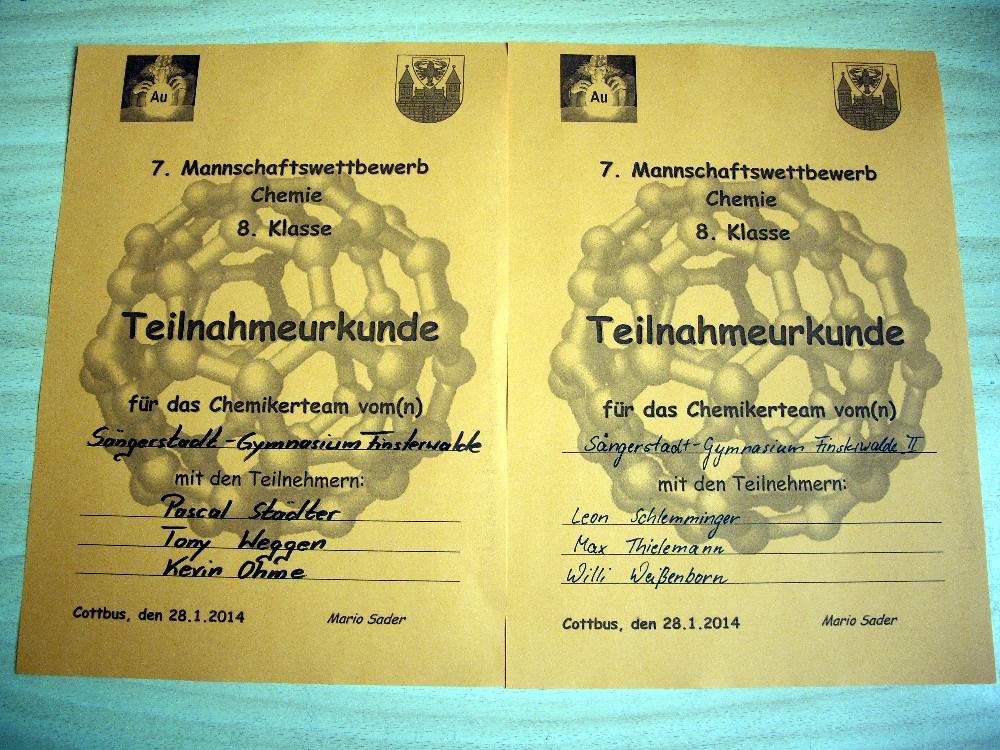 Au
7. Mannschaftswettbewerb
Chemie
8. Klasse
Teilnahmeurkunde
für das Chemikerteam vom(n)
Sängerstadt-Gymnasium Finsterwalde
mit den Teilnehmern:
Pascal Städter
Tony Weggen
Kevin Ohme
Cottbus, den 28.1.2014 Mario Sader
Au
7. Mannschaftswettbewerb
Chemie
8. Klasse
Teilnahmeurkunde
für das Chemikerteam vom(n)
Sängerstadt-Gymnasium Finsterwalde II
mit den Teilnehmern:
Leon Schlemminger
Max Thielemann
Willi Weißenborn
Cottbus, den 28.1.2014 Mario Sader